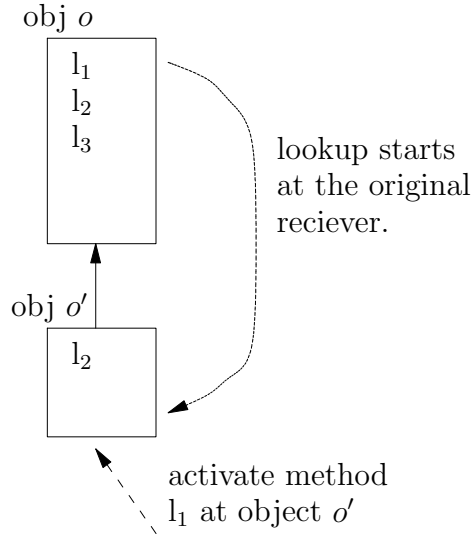 obj o
l₁
l₂
l₃
lookup starts
at the original
reciever.
obj o′
l₂
activate method
l₁ at object o′